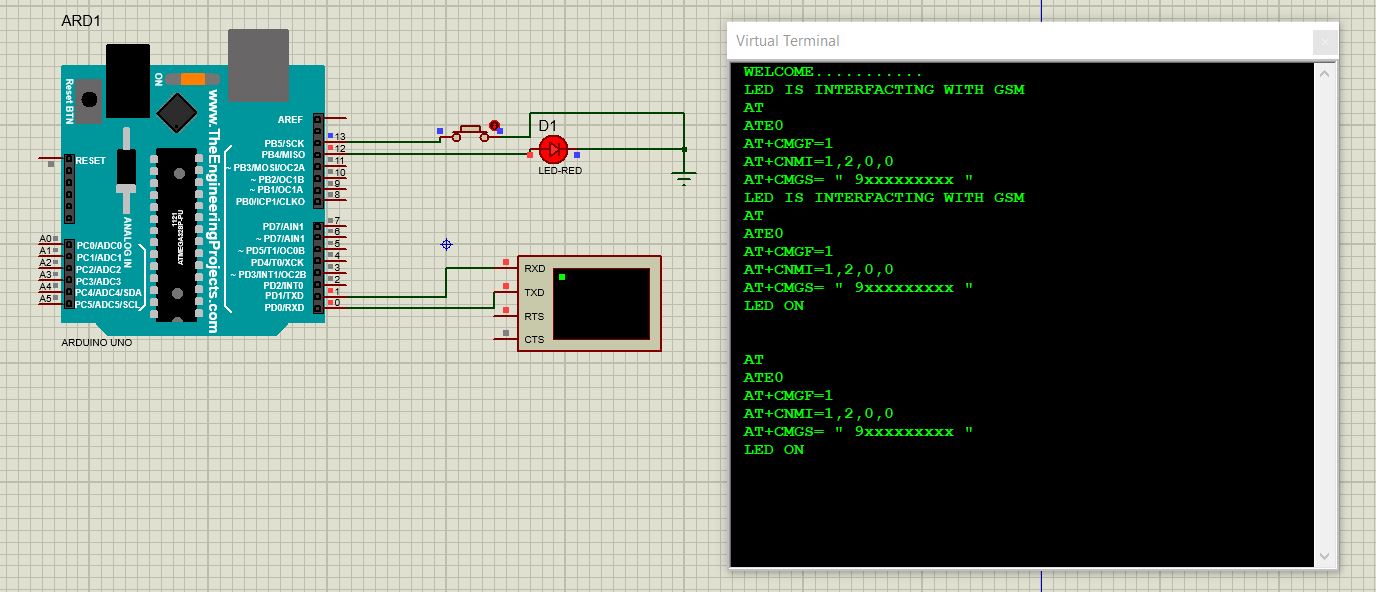 ARD1
Reset BTN
ON
www.TheEngineeringProjects.com
RESET
ANALOG IN
ATMEGA328P-PU
1121
AREF
PB5/SCK 13
PB4/MISO 12
~ PB3/MOSI/OC2A 11
~ PB2/OC1B 10
~ PB1/OC1A 9
PB0/ICP1/CLKO 8
PD7/AIN1 7
~ PD7/AIN1 6
~ PD5/T1/OC0B 5
PD4/T0/XCK 4
~ PD3/INT1/OC2B 3
PD2/INT0 2
PD1/TXD 1
PD0/RXD 0
A0 PC0/ADC0
A1 PC1/ADC1
A2 PC2/ADC2
A3 PC3/ADC3
A4 PC4/ADC4/SDA
A5 PC5/ADC5/SCL
ARDUINO UNO
D1
LED-RED
RXD
TXD
RTS
CTS
Virtual Terminal
WELCOME...........
LED IS INTERFACTING WITH GSM
AT
ATE0
AT+CMGF=1
AT+CNMI=1,2,0,0
AT+CMGS= " 9xxxxxxxxx "
LED IS INTERFACTING WITH GSM
AT
ATE0
AT+CMGF=1
AT+CNMI=1,2,0,0
AT+CMGS= " 9xxxxxxxxx "
LED ON
AT
ATE0
AT+CMGF=1
AT+CNMI=1,2,0,0
AT+CMGS= " 9xxxxxxxxx "
LED ON